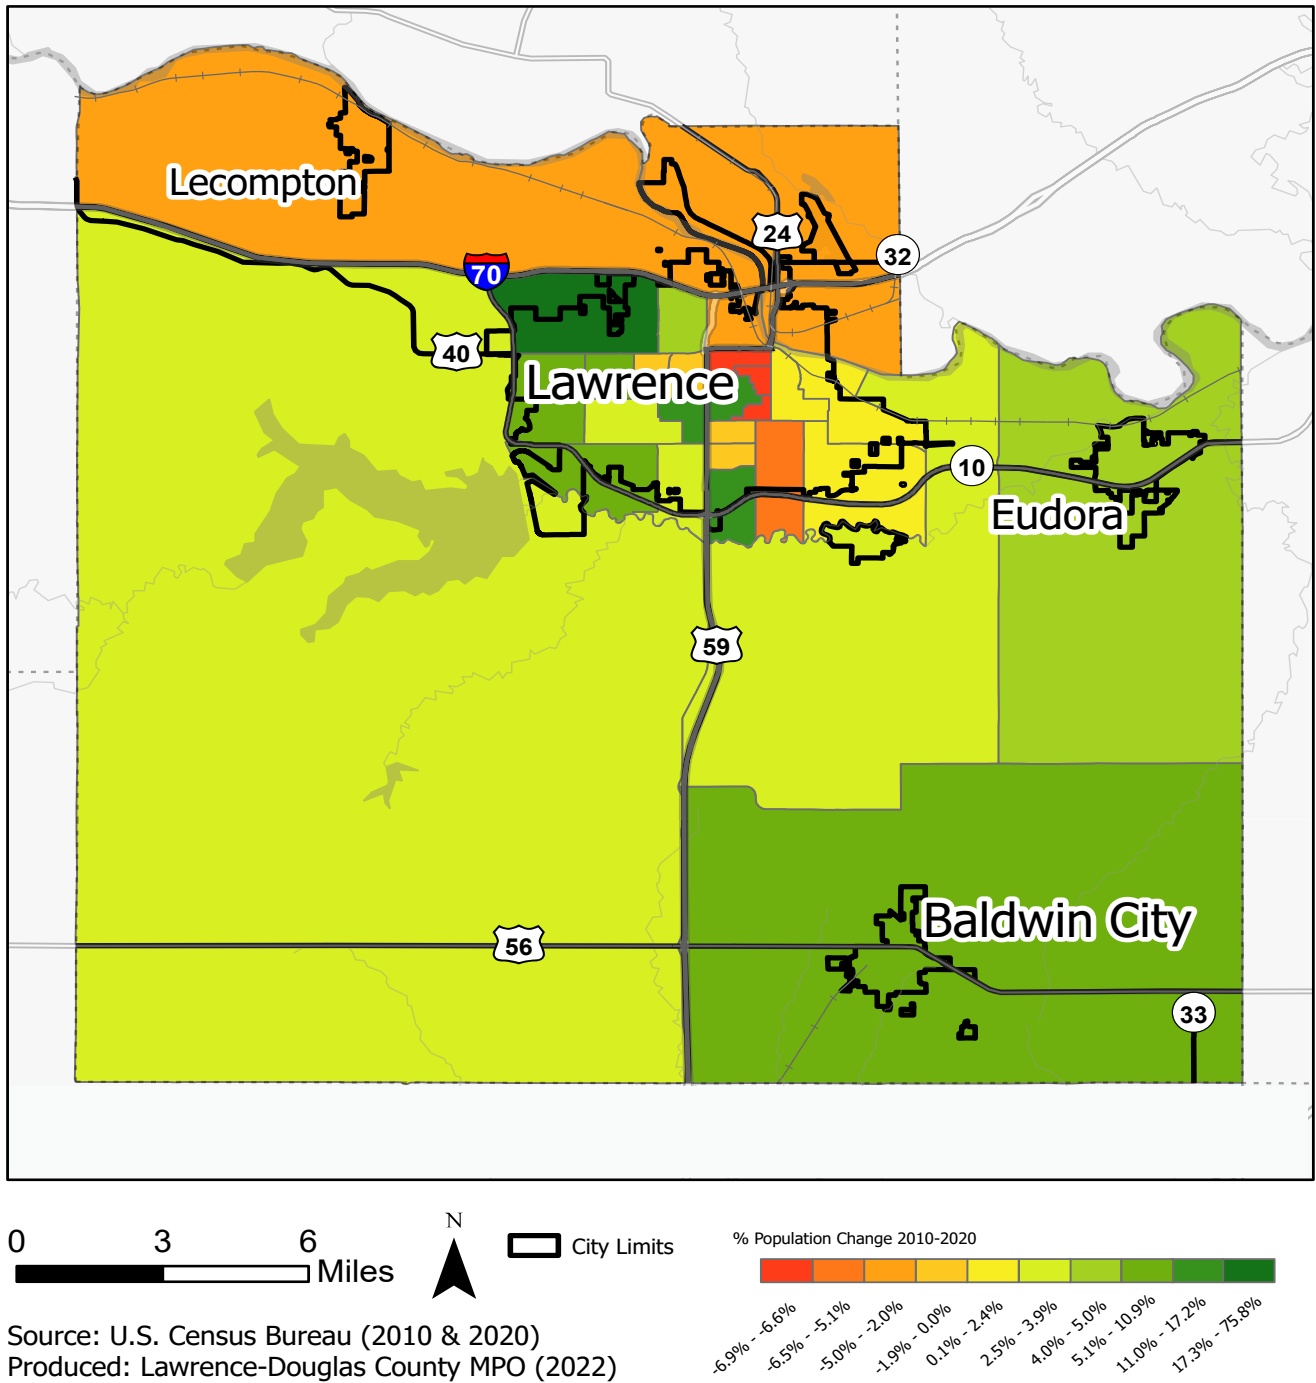 Lecompton
24
32
70
40
Lawrence
10
Eudora
59
Baldwin City
56
33
0 3 6
Miles
N
City Limits
% Population Change 2010-2020
-6.9% - -6.6%
-6.5% - -5.1%
-5.0% - -2.0%
-1.9% - 0.0%
0.1% - 2.4%
2.5% - 3.9%
4.0% - 5.0%
5.1% - 10.9%
11.0% - 17.2%
17.3% - 75.8%
Source: U.S. Census Bureau (2010 & 2020)
Produced: Lawrence-Douglas County MPO (2022)